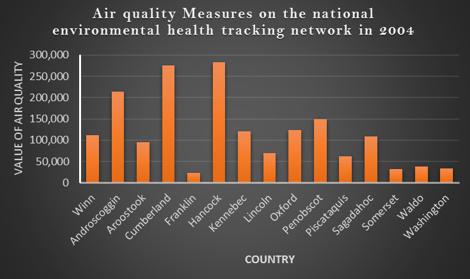 Air quality Measures on the national
environmental health tracking network in 2004
VALUE OF AIR QUALITY
300,000
250,000
200,000
150,000
100,000
50,000
0
Winn
Androscoggin
Aroostook
Cumberland
Franklin
Hancock
Kennebec
Lincoln
Oxford
Penobscot
Piscataquis
Sagadahoc
Somerset
Waldo
Washington
COUNTRY